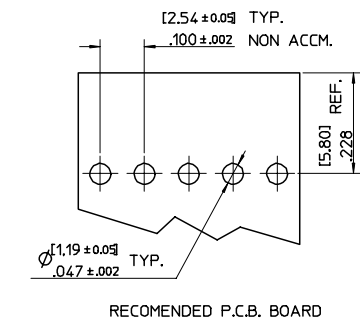 [2.54 ±0.05] TYP.
.100 ±.002 NON ACCM.
[5.80] REF.
.228
Ø [1.19 ±0.05] TYP.
.047 ±.002
RECOMENDED P.C.B. BOARD